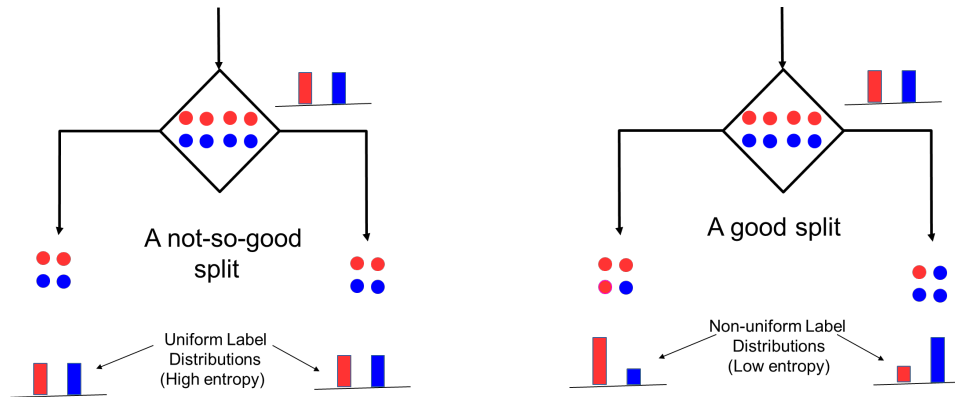 A not-so-good
split
Uniform Label
Distributions
(High entropy)
A good split
Non-uniform Label
Distributions
(Low entropy)